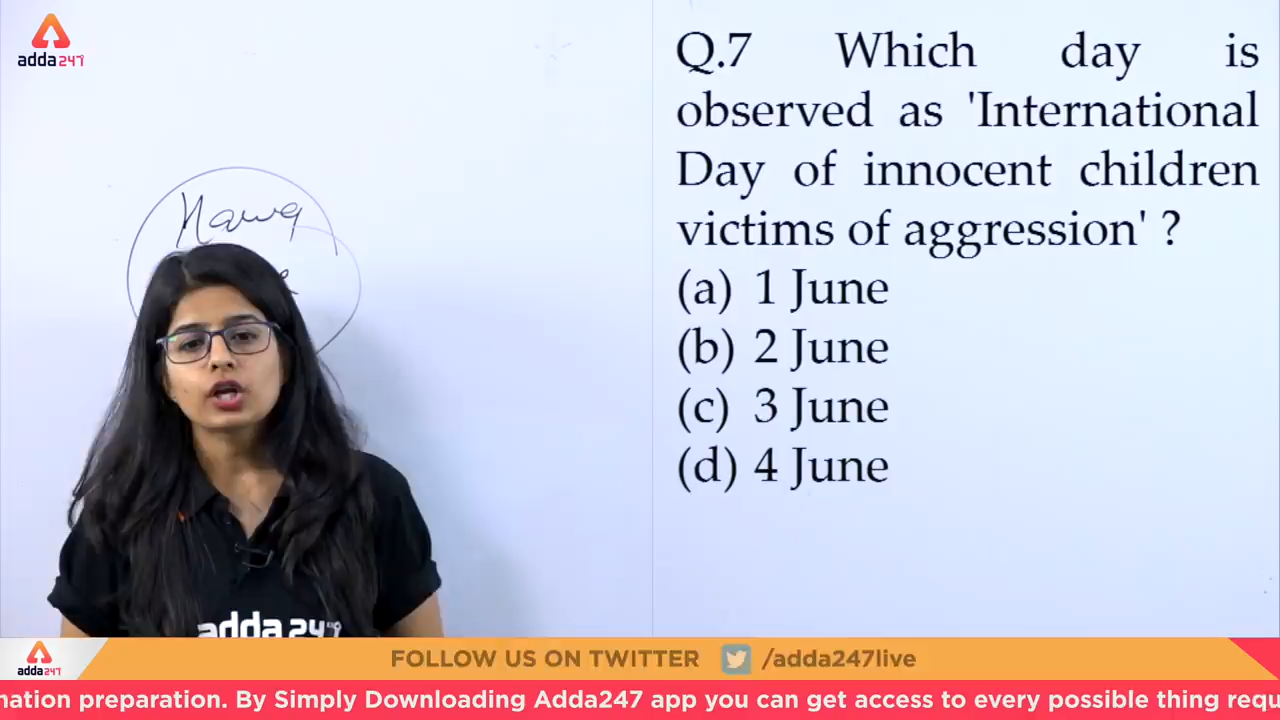 adda247
Q.7 Which day is
observed as 'International
Day of innocent children
victims of aggression' ?
(a) 1 June
(b) 2 June
(c) 3 June
(d) 4 June
adda 247
adda247
FOLLOW US ON TWITTER /adda247live
nation preparation. By Simply Downloading Adda247 app you can get access to every possible thing requ